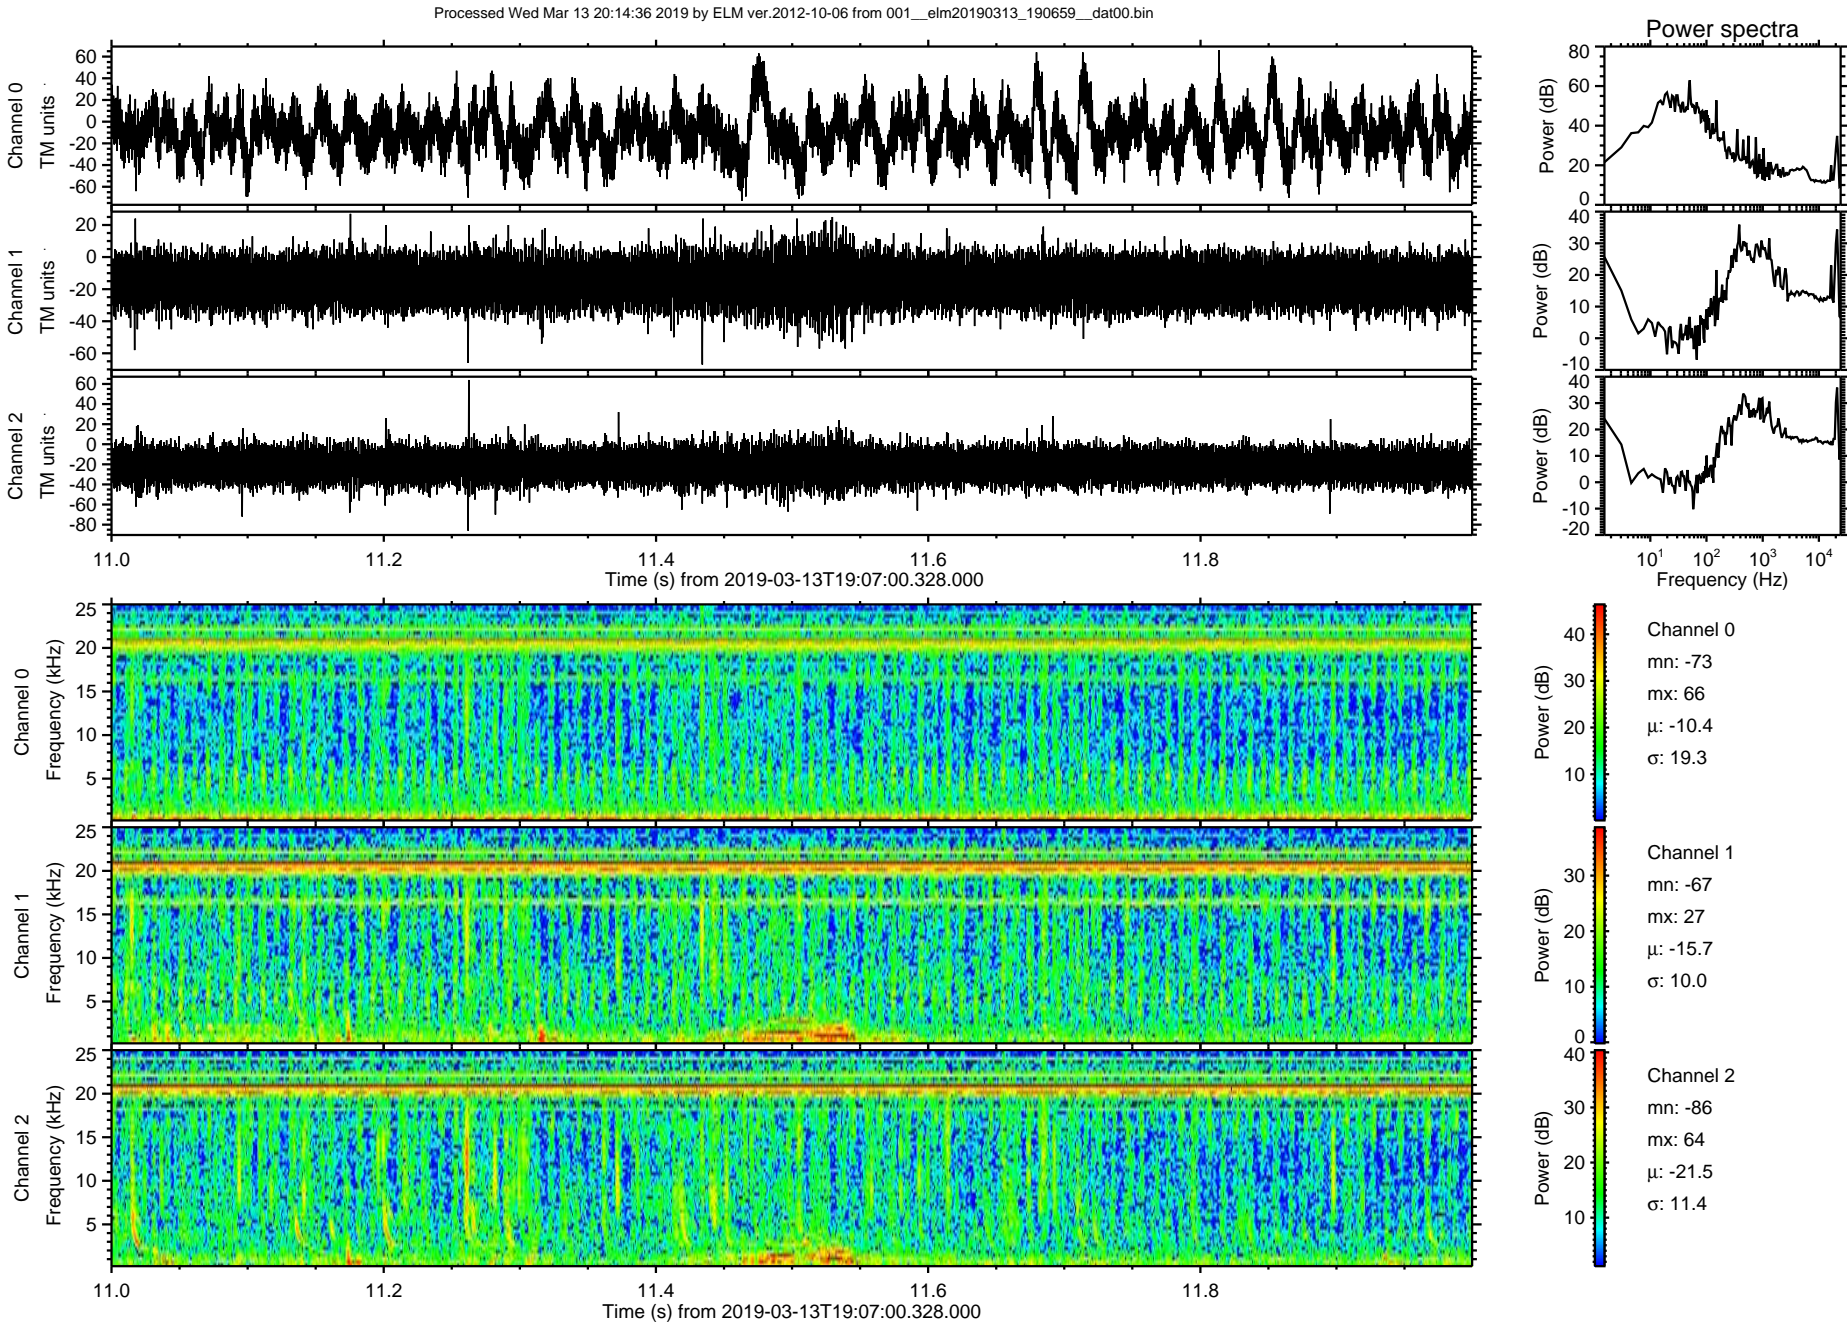 Processed Wed Mar 13 20:14:36 2019 by ELM ver.2012-10-06 from 001__elm20190313_190659__dat00.bin
Power spectra
Channel 0
TM units
60
40
20
0
-20
-40
-60
Power (dB)
80
60
40
20
0
Channel 1
TM units
20
0
-20
-40
-60
Power (dB)
40
30
20
10
0
-10
Channel 2
TM units
60
40
20
0
-20
-40
-60
-80
Power (dB)
40
30
20
10
0
-10
-20
11.0 11.2 11.4 11.6 11.8
Time (s) from 2019-03-13T19:07:00.328.000
10^1 10^2 10^3 10^4
Frequency (Hz)
Channel 0
Frequency (kHz)
25
20
15
10
5
Power (dB)
40
30
20
10
Channel 0
mn: -73
mx: 66
μ: -10.4
σ: 19.3
Channel 1
Frequency (kHz)
25
20
15
10
5
Power (dB)
30
20
10
0
Channel 1
mn: -67
mx: 27
μ: -15.7
σ: 10.0
Channel 2
Frequency (kHz)
25
20
15
10
5
Power (dB)
40
30
20
10
Channel 2
mn: -86
mx: 64
μ: -21.5
σ: 11.4
11.0 11.2 11.4 11.6 11.8
Time (s) from 2019-03-13T19:07:00.328.000